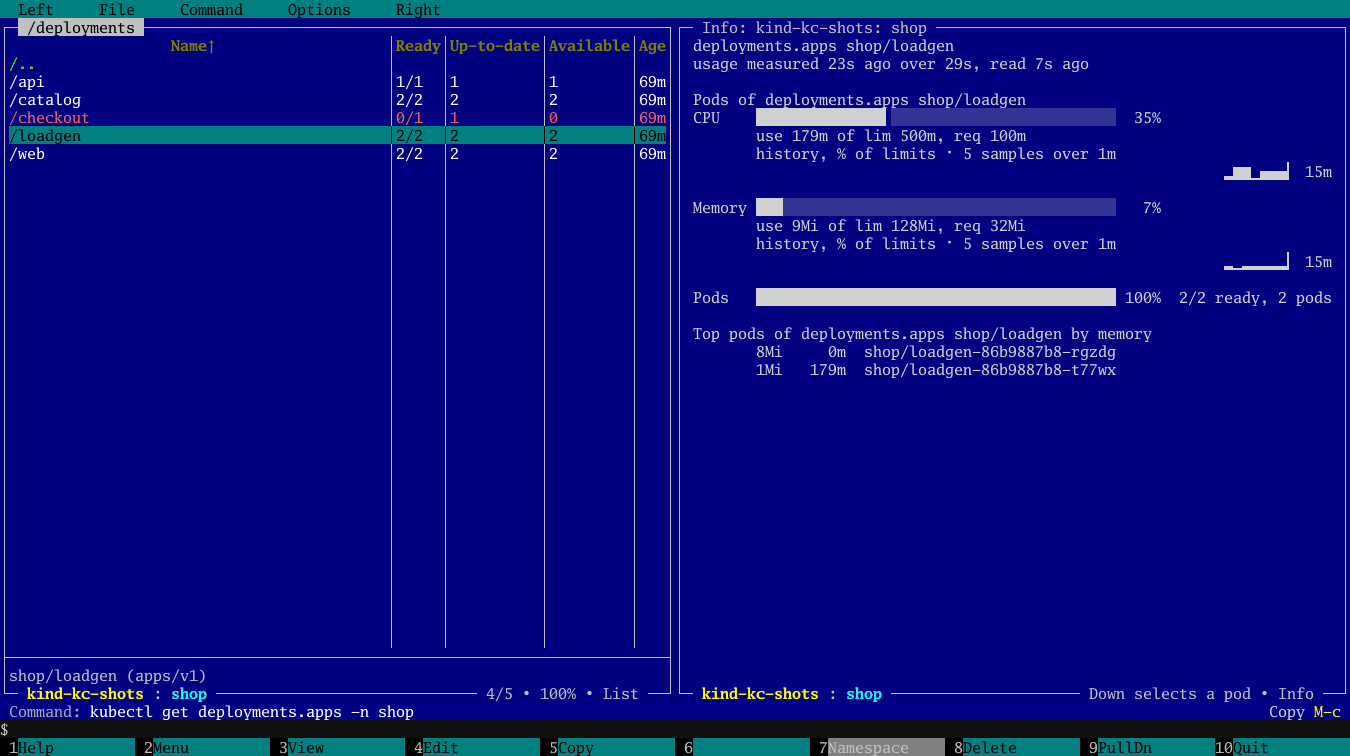 Left File Command Options Right
/deployments
Name↑ Ready Up-to-date Available Age
/..
/api 1/1 1 1 69m
/catalog 2/2 2 2 69m
/checkout 0/1 1 0 69m
/loadgen 2/2 2 2 69m
/web 2/2 2 2 69m
shop/loadgen (apps/v1)
kind-kc-shots : shop 4/5 • 100% • List
Info: kind-kc-shots: shop
deployments.apps shop/loadgen
usage measured 23s ago over 29s, read 7s ago
Pods of deployments.apps shop/loadgen
CPU 35%
use 179m of lim 500m, req 100m
history, % of limits · 5 samples over 1m
15m
Memory 7%
use 9Mi of lim 128Mi, req 32Mi
history, % of limits · 5 samples over 1m
15m
Pods 100% 2/2 ready, 2 pods
Top pods of deployments.apps shop/loadgen by memory
8Mi 0m shop/loadgen-86b9887b8-rgzdg
1Mi 179m shop/loadgen-86b9887b8-t77wx
kind-kc-shots : shop Down selects a pod • Info
Command: kubectl get deployments.apps -n shop Copy M-c
$
1Help 2Menu 3View 4Edit 5Copy 6 7Namespace 8Delete 9PullDn 10Quit